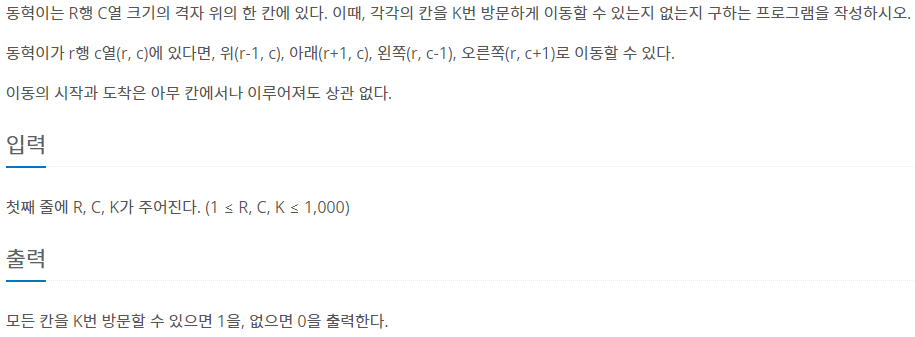 동혁이는 R행 C열 크기의 격자 위의 한 칸에 있다. 이때, 각각의 칸을 K번 방문하게 이동할 수 있는지 없는지 구하는 프로그램을 작성하시오.
동혁이가 r행 c열(r, c)에 있다면, 위(r-1, c), 아래(r+1, c), 왼쪽(r, c-1), 오른쪽(r, c+1)로 이동할 수 있다.
이동의 시작과 도착은 아무 칸에서나 이루어져도 상관 없다.
입력
첫째 줄에 R, C, K가 주어진다. (1 ≤ R, C, K ≤ 1,000)
출력
모든 칸을 K번 방문할 수 있으면 1을, 없으면 0을 출력한다.